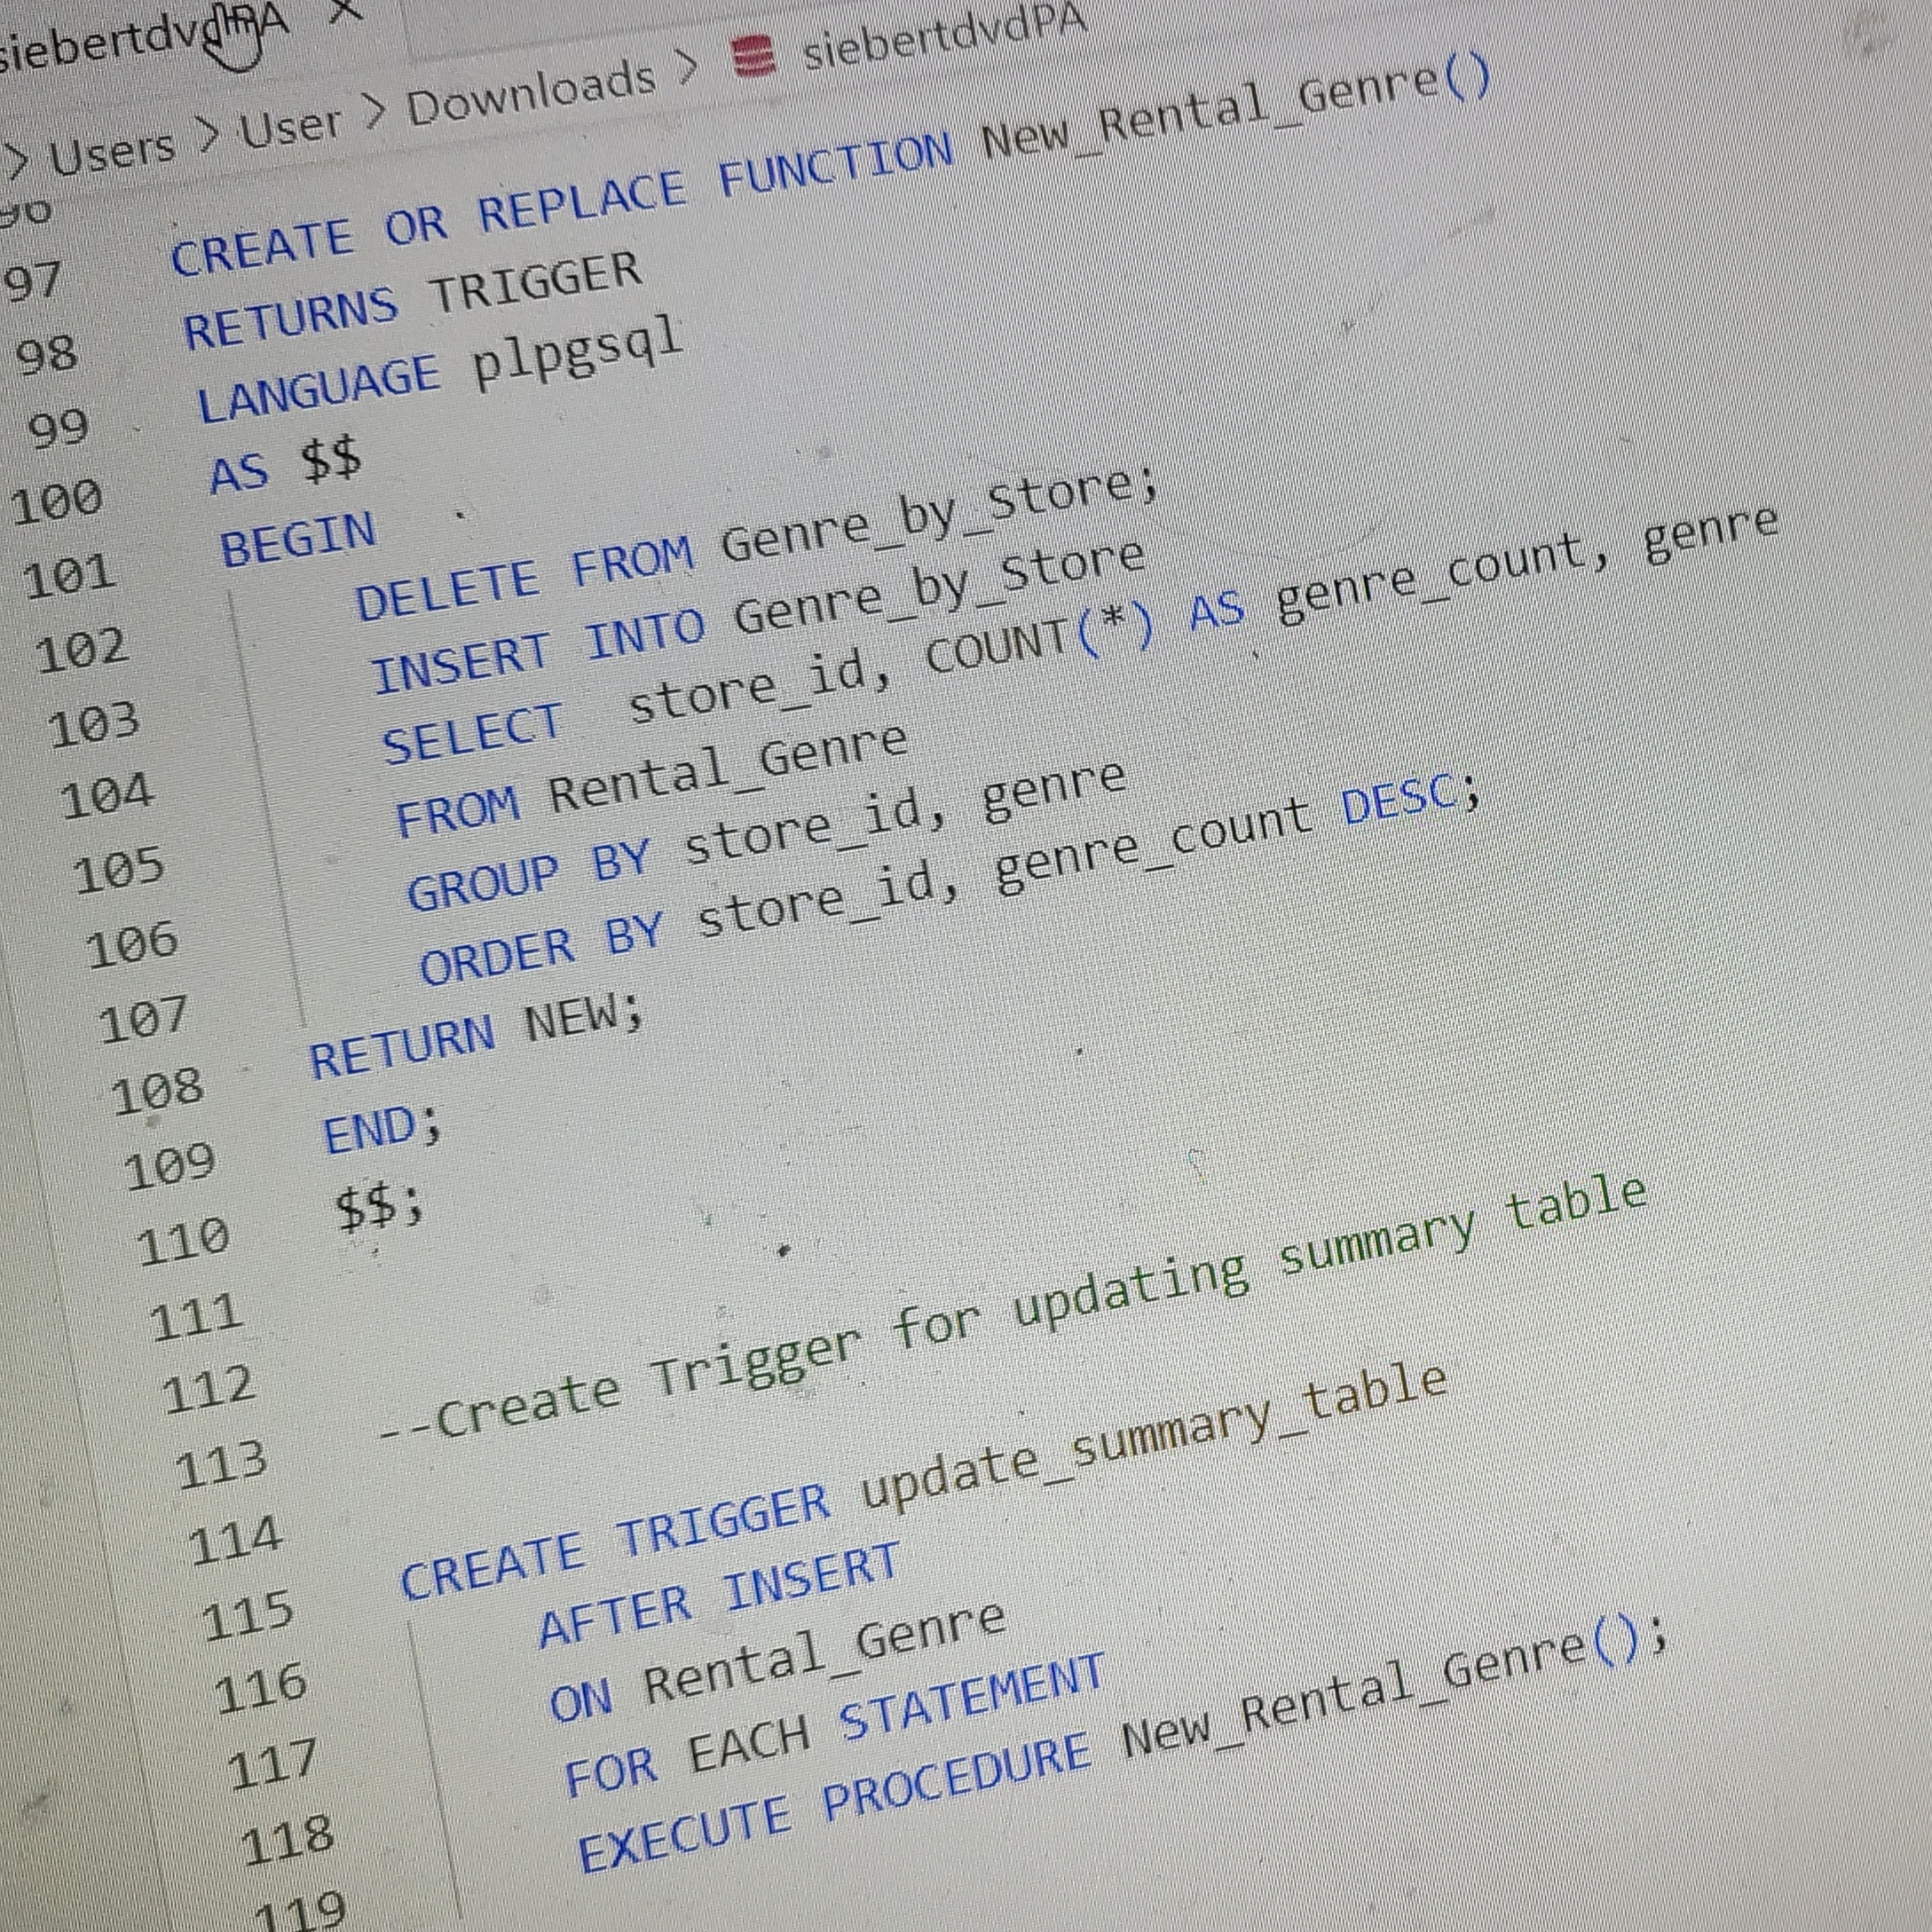 siebertdvdPA ×
> Users > User > Downloads > siebertdvdPA
96
97 CREATE OR REPLACE FUNCTION New_Rental_Genre()
98 RETURNS TRIGGER
99 LANGUAGE plpgsql
100 AS $$
101 BEGIN
102 DELETE FROM Genre_by_Store;
103 INSERT INTO Genre_by_Store
104 SELECT  store_id, COUNT(*) AS genre_count, genre
105 FROM Rental_Genre
106 GROUP BY store_id, genre
107 ORDER BY store_id, genre_count DESC;
108 RETURN NEW;
109 END;
110 $$;
111
112
113 --Create Trigger for updating summary table
114
115 CREATE TRIGGER update_summary_table
116 AFTER INSERT
117 ON Rental_Genre
118 FOR EACH STATEMENT
119 EXECUTE PROCEDURE New_Rental_Genre();